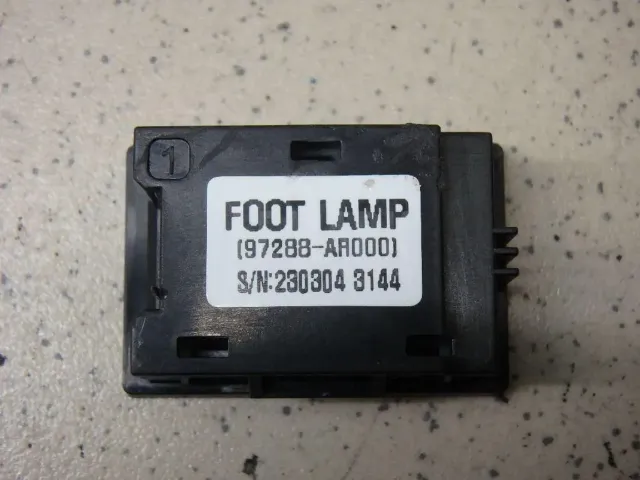 1
FOOT LAMP
(97288-AR000)
S/N:230304 3144